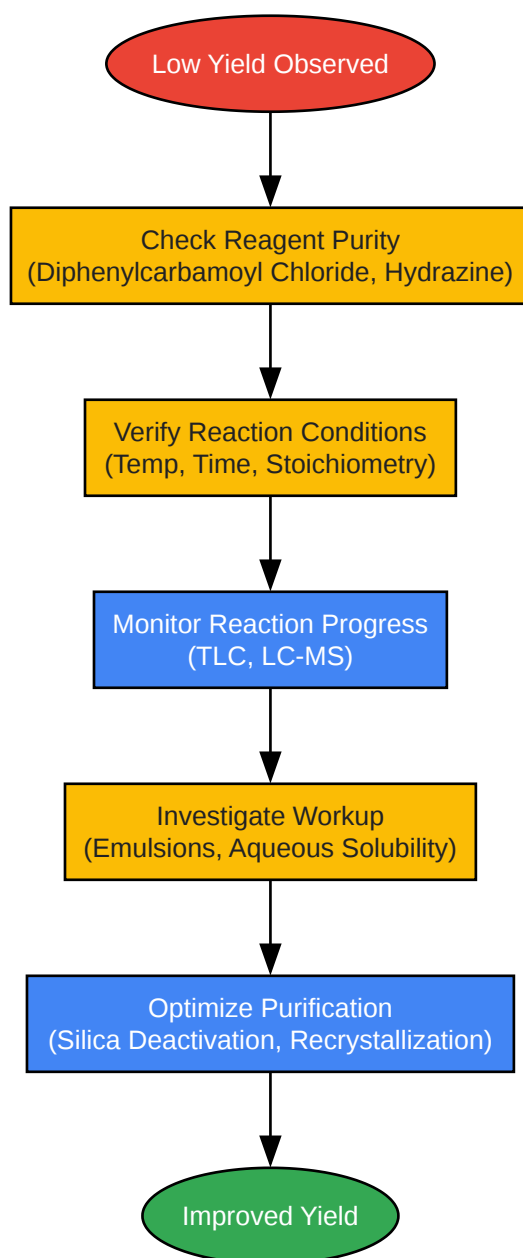 Low Yield Observed
Check Reagent Purity
(Diphenylcarbamoyl Chloride, Hydrazine)
Verify Reaction Conditions
(Temp, Time, Stoichiometry)
Monitor Reaction Progress
(TLC, LC-MS)
Investigate Workup
(Emulsions, Aqueous Solubility)
Optimize Purification
(Silica Deactivation, Recrystallization)
Improved Yield